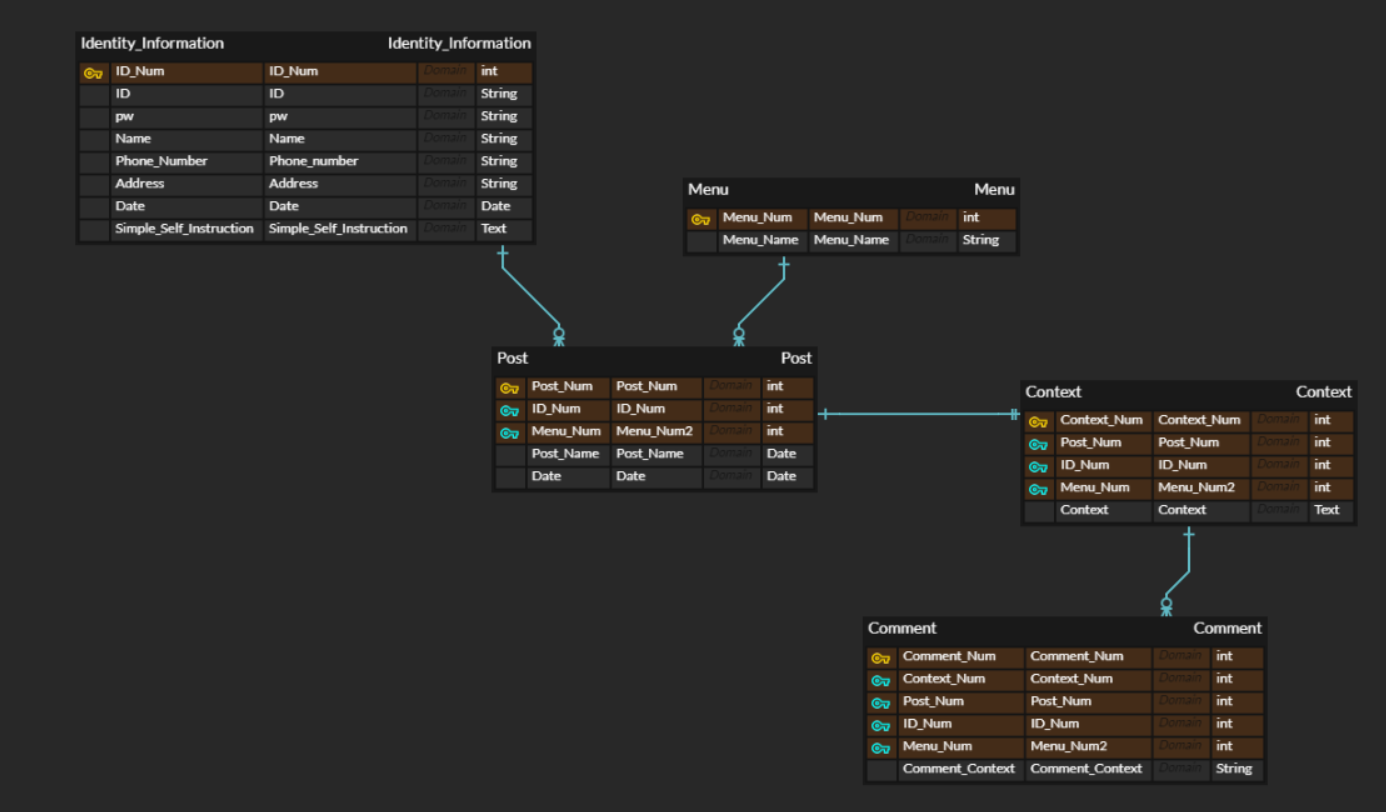 Identity_Information Identity_Information
ID_Num ID_Num Domain int
ID ID Domain String
pw pw Domain String
Name Name Domain String
Phone_Number Phone_number Domain String
Address Address Domain String
Date Date Domain Date
Simple_Self_Instruction Simple_Self_Instruction Domain Text
Menu Menu
Menu_Num Menu_Num Domain int
Menu_Name Menu_Name Domain String
Post Post
Post_Num Post_Num Domain int
ID_Num ID_Num Domain int
Menu_Num Menu_Num2 Domain int
Post_Name Post_Name Domain Date
Date Date Domain Date
Context Context
Context_Num Context_Num Domain int
Post_Num Post_Num Domain int
ID_Num ID_Num Domain int
Menu_Num Menu_Num2 Domain int
Context Context Domain Text
Comment Comment
Comment_Num Comment_Num Domain int
Context_Num Context_Num Domain int
Post_Num Post_Num Domain int
ID_Num ID_Num Domain int
Menu_Num Menu_Num2 Domain int
Comment_Context Comment_Context Domain String